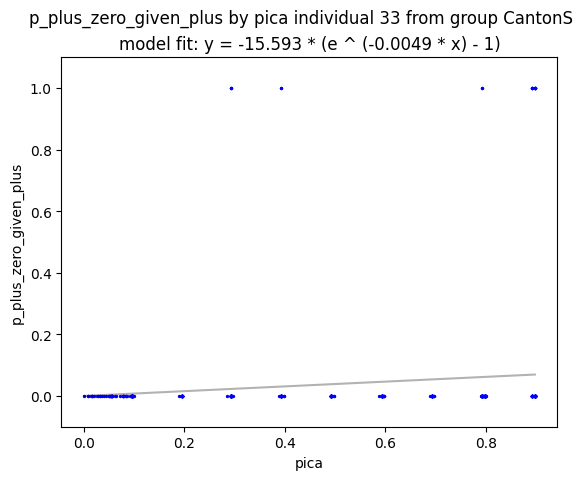 p_plus_zero_given_plus by pica individual 33 from group CantonS
model fit: y = -15.593 * (e ^ (-0.0049 * x) - 1)
p_plus_zero_given_plus
1.0
0.8
0.6
0.4
0.2
0.0
0.0 0.2 0.4 0.6 0.8
pica